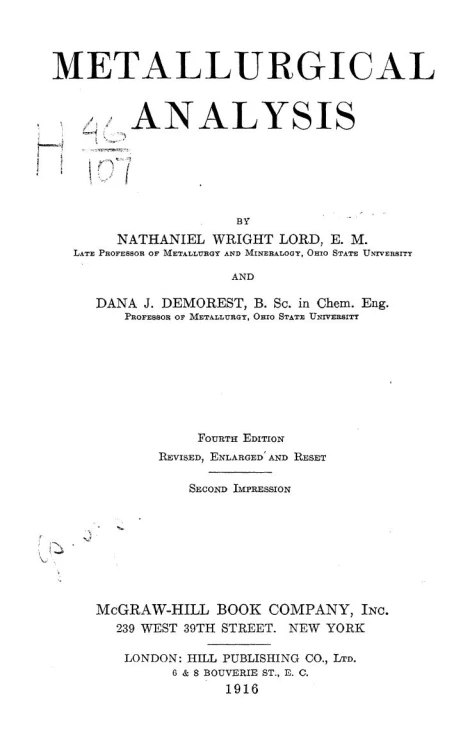 METALLURGICAL
ANALYSIS
H 46
107
BY
NATHANIEL WRIGHT LORD, E. M.
LATE PROFESSOR OF METALLURGY AND MINERALOGY, OHIO STATE UNIVERSITY
AND
DANA J. DEMOREST, B. Sc. in Chem. Eng.
PROFESSOR OF METALLURGY, OHIO STATE UNIVERSITY
FOURTH EDITION
REVISED, ENLARGED AND RESET
SECOND IMPRESSION
McGRAW-HILL BOOK COMPANY, INC.
239 WEST 39TH STREET. NEW YORK
LONDON: HILL PUBLISHING CO., LTD.
6 & 8 BOUVERIE ST., E. C.
1916